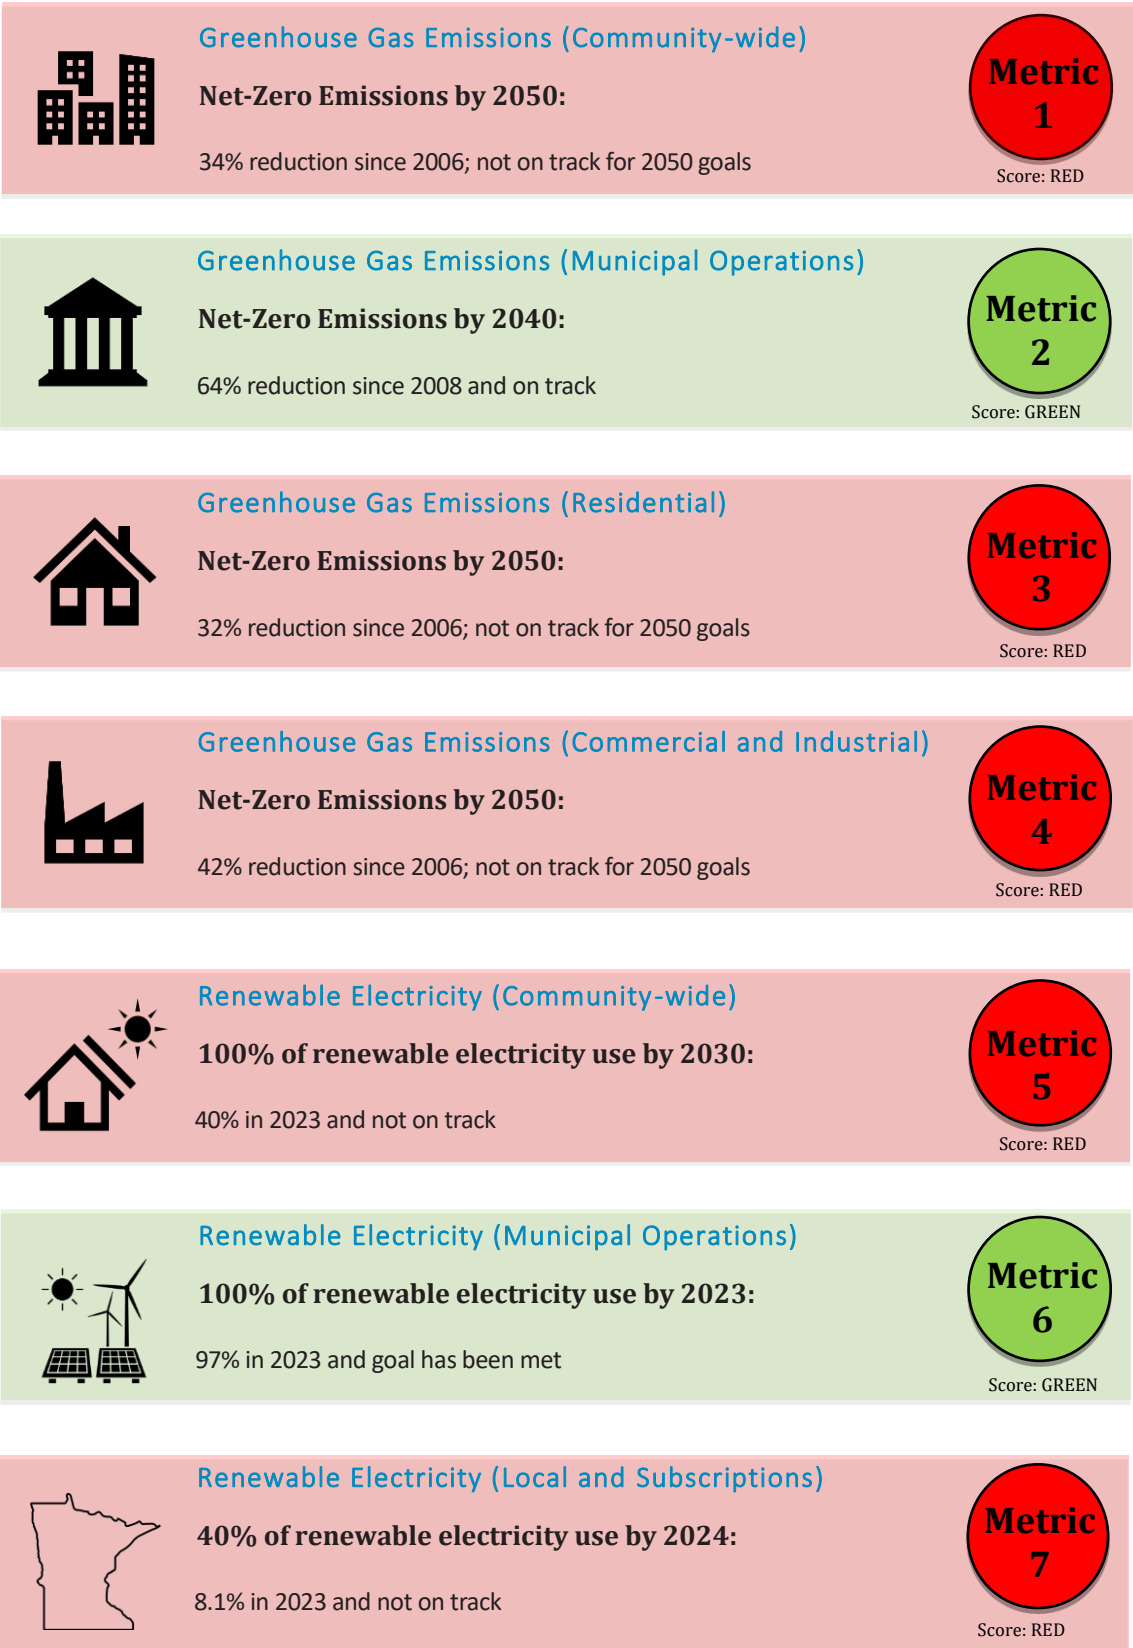 Greenhouse Gas Emissions (Community-wide)
Net-Zero Emissions by 2050:
34% reduction since 2006; not on track for 2050 goals
Metric
1
Score: RED
Greenhouse Gas Emissions (Municipal Operations)
Net-Zero Emissions by 2040:
64% reduction since 2008 and on track
Metric
2
Score: GREEN
Greenhouse Gas Emissions (Residential)
Net-Zero Emissions by 2050:
32% reduction since 2006; not on track for 2050 goals
Metric
3
Score: RED
Greenhouse Gas Emissions (Commercial and Industrial)
Net-Zero Emissions by 2050:
42% reduction since 2006; not on track for 2050 goals
Metric
4
Score: RED
Renewable Electricity (Community-wide)
100% of renewable electricity use by 2030:
40% in 2023 and not on track
Metric
5
Score: RED
Renewable Electricity (Municipal Operations)
100% of renewable electricity use by 2023:
97% in 2023 and goal has been met
Metric
6
Score: GREEN
Renewable Electricity (Local and Subscriptions)
40% of renewable electricity use by 2024:
8.1% in 2023 and not on track
Metric
7
Score: RED